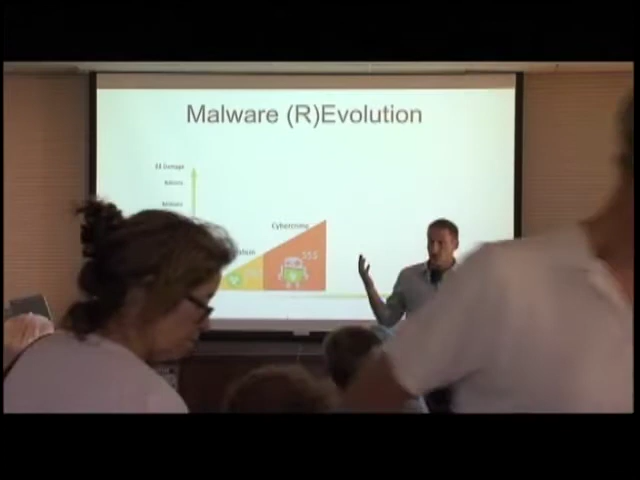 Malware (R)Evolution
$$ Damage
Billions
Millions
Cybercrime
$$$